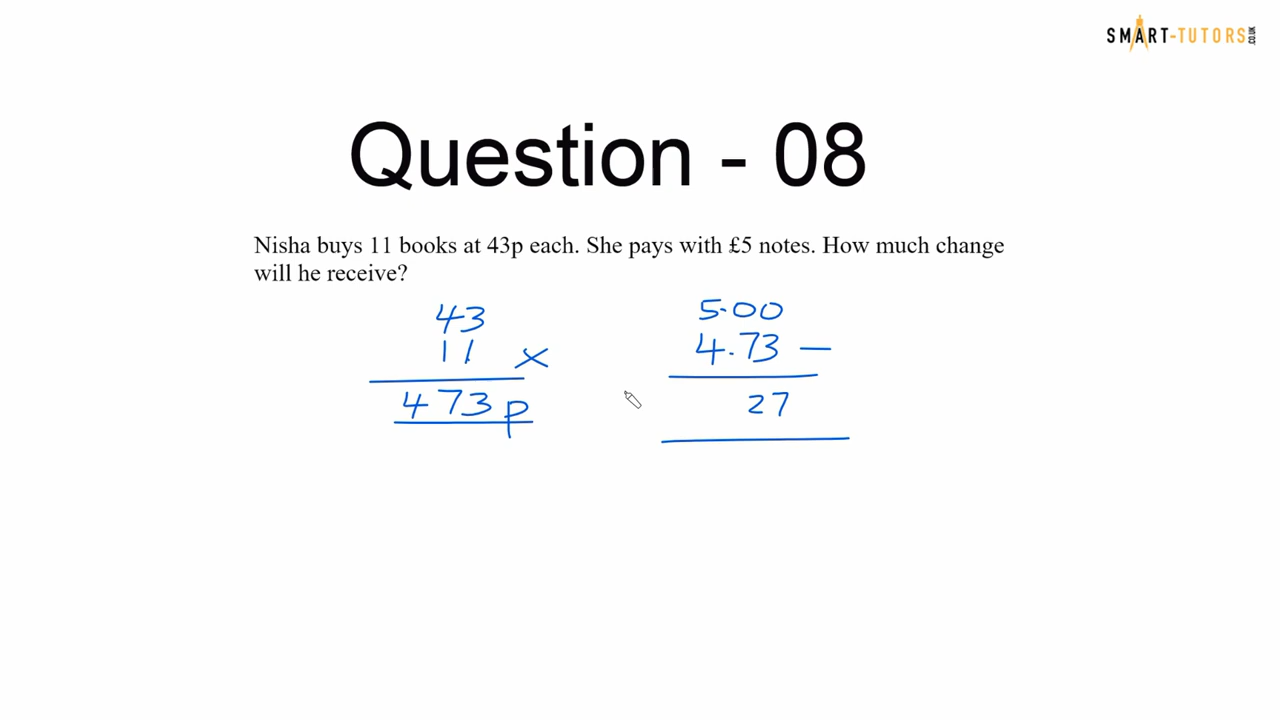 SMART-TUTORS.CO.UK
Question - 08
Nisha buys 11 books at 43p each. She pays with £5 notes. How much change
will he receive?
43
11 ×
473p
5.00
4.73 —
27